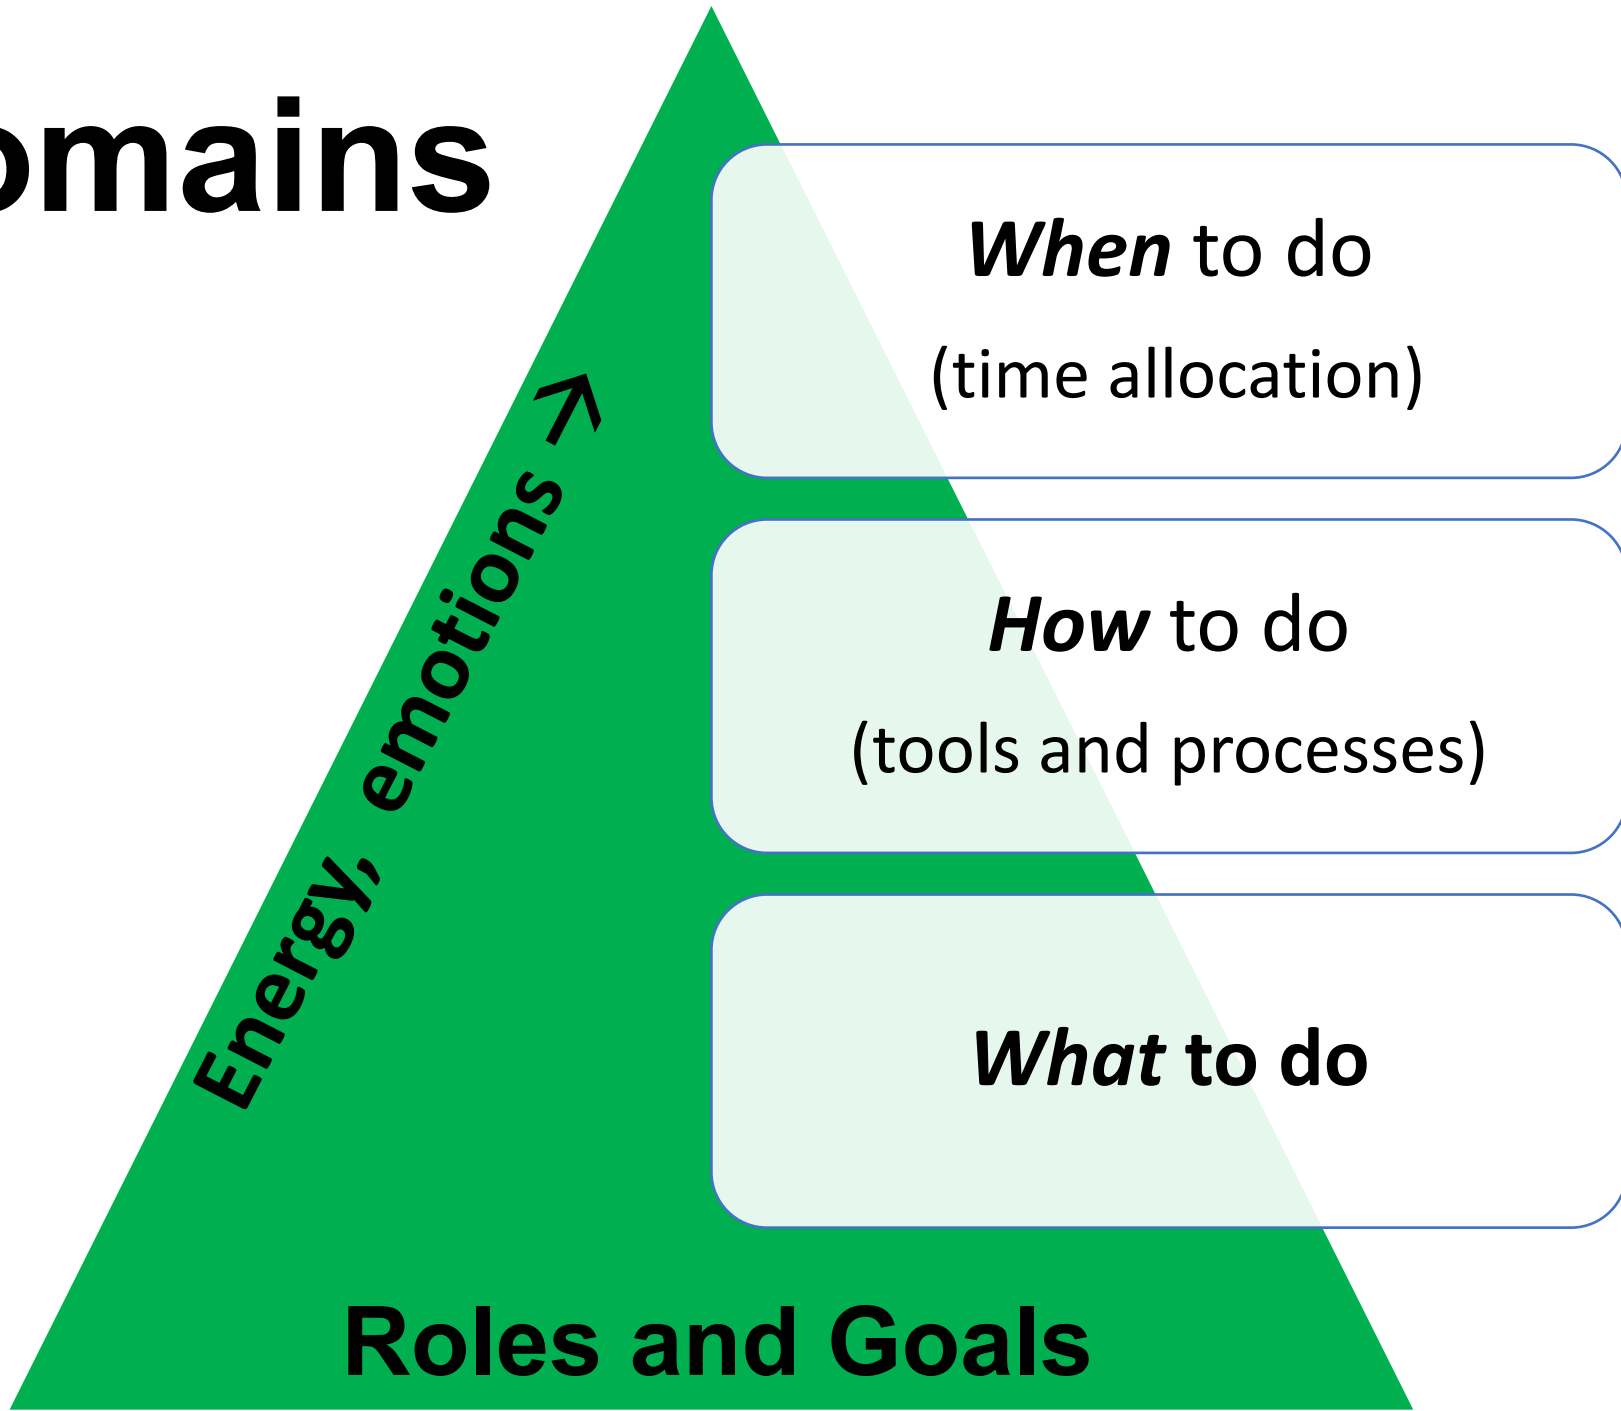 omains
When to do
(time allocation)
How to do
(tools and processes)
What to do
Energy, emotions →
Roles and Goals